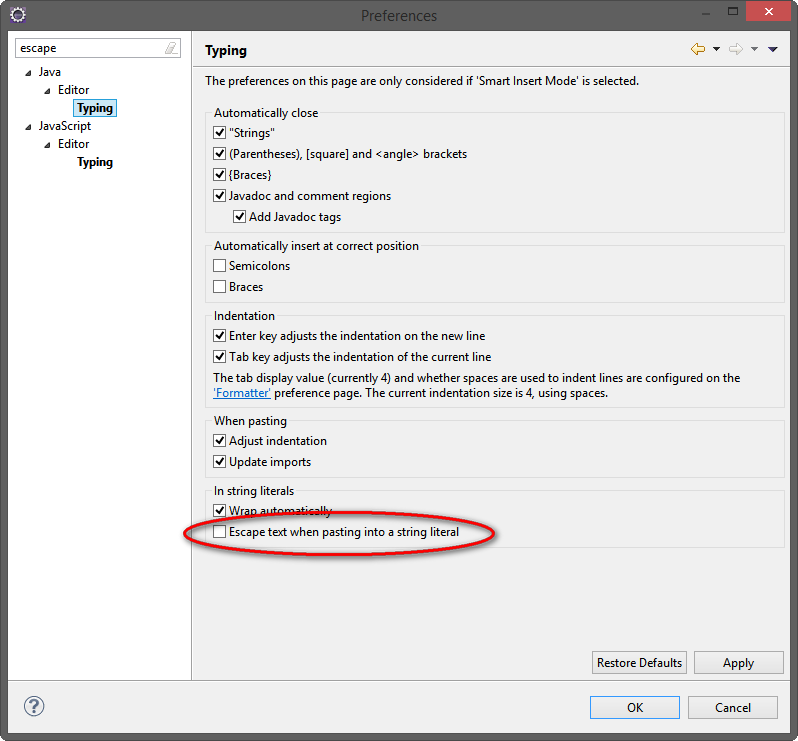 Preferences
escape
Java
Editor
Typing
JavaScript
Editor
Typing
Typing
The preferences on this page are only considered if 'Smart Insert Mode' is selected.
Automatically close
"Strings"
(Parentheses), [square] and <angle> brackets
{Braces}
Javadoc and comment regions
Add Javadoc tags
Automatically insert at correct position
Semicolons
Braces
Indentation
Enter key adjusts the indentation on the new line
Tab key adjusts the indentation of the current line
The tab display value (currently 4) and whether spaces are used to indent lines are configured on the
'Formatter' preference page. The current indentation size is 4, using spaces.
When pasting
Adjust indentation
Update imports
In string literals
Wrap automatically
Escape text when pasting into a string literal
Restore Defaults
Apply
?
OK
Cancel